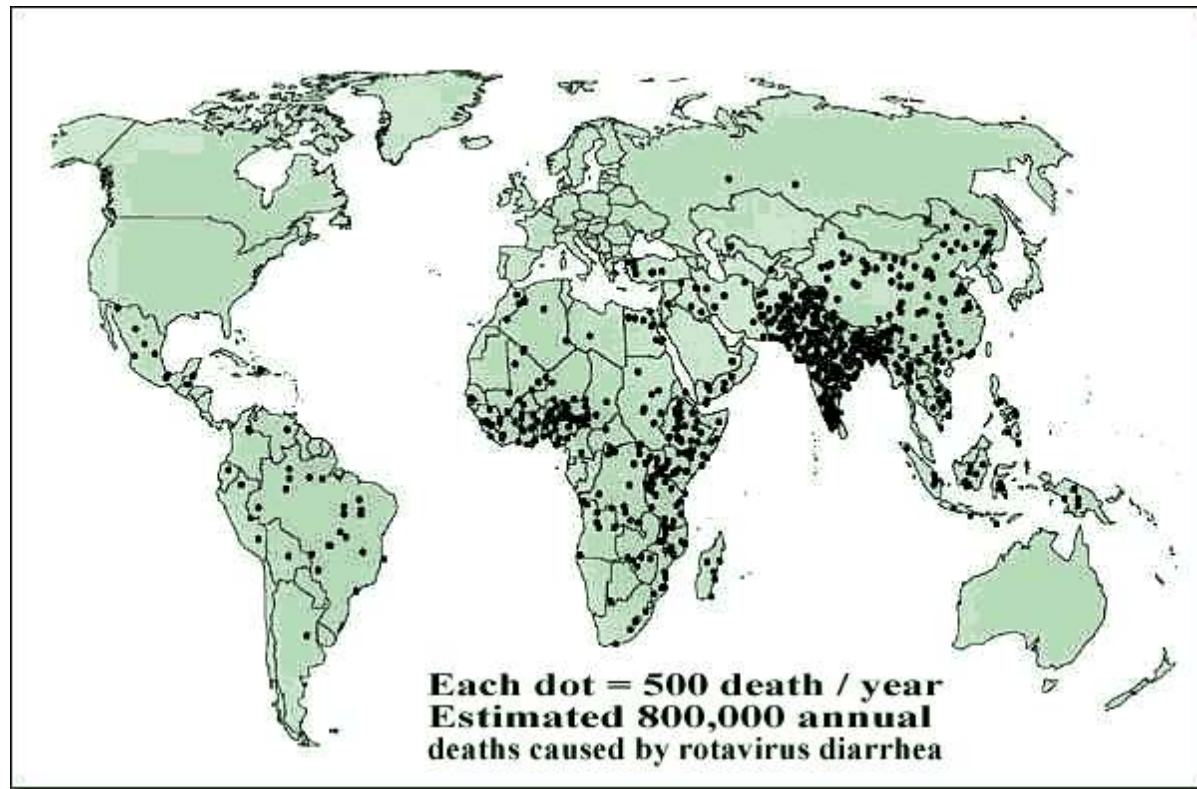 Each dot = 500 death / year
Estimated 800,000 annual
deaths caused by rotavirus diarrhea